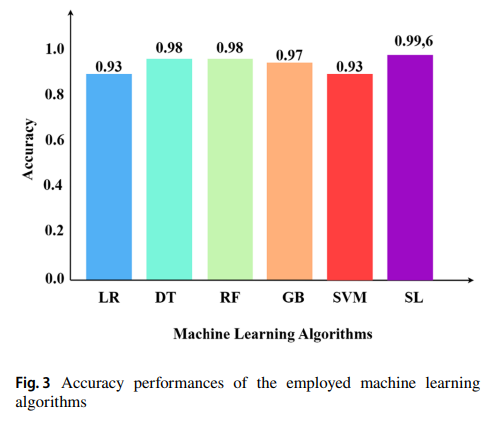 1.0
0.8
0.6
0.4
0.2
0.0
Accuracy
0.93
0.98
0.98
0.97
0.93
0.99,6
LR DT RF GB SVM SL
Machine Learning Algorithms
Fig. 3 Accuracy performances of the employed machine learning
algorithms